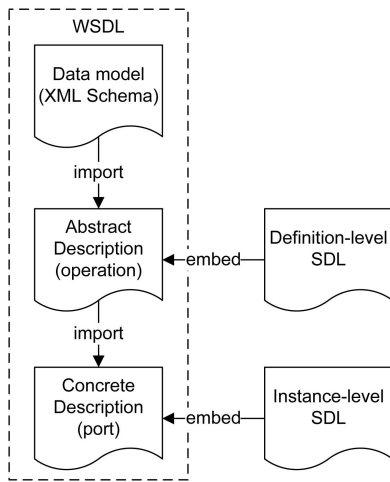 WSDL
Data model
(XML Schema)
import
Abstract
Description
(operation)
embed
Definition-level
SDL
import
Concrete
Description
(port)
embed
Instance-level
SDL